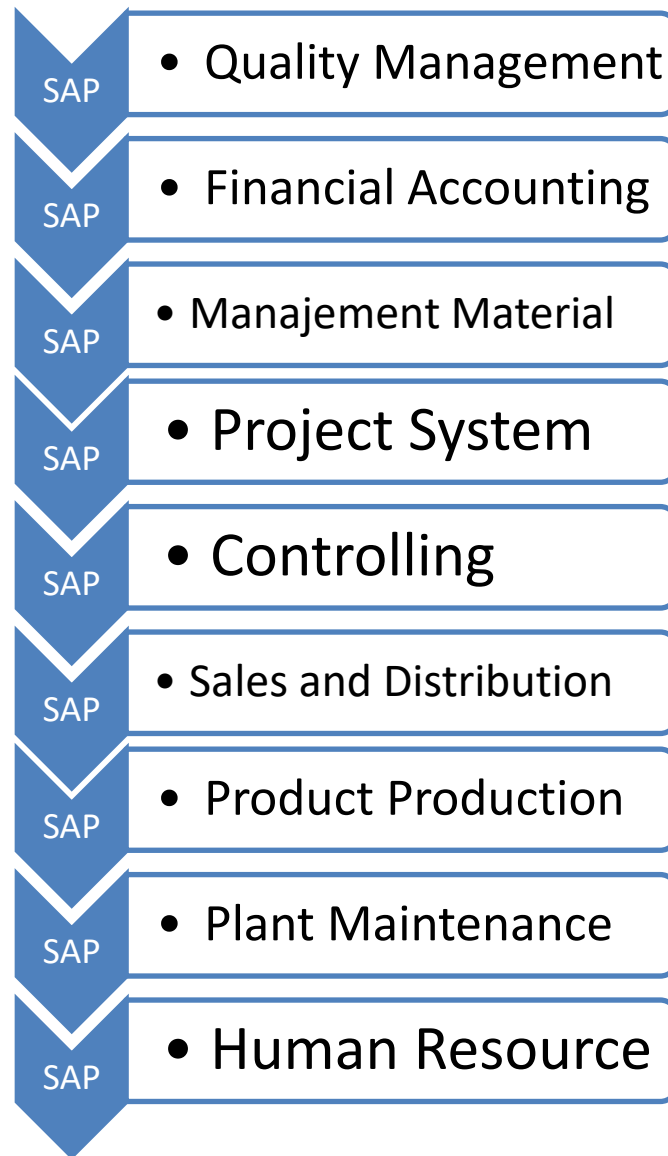 SAP
• Quality Management
SAP
• Financial Accounting
SAP
• Manajement Material
SAP
• Project System
SAP
• Controlling
SAP
• Sales and Distribution
SAP
• Product Production
SAP
• Plant Maintenance
SAP
• Human Resource